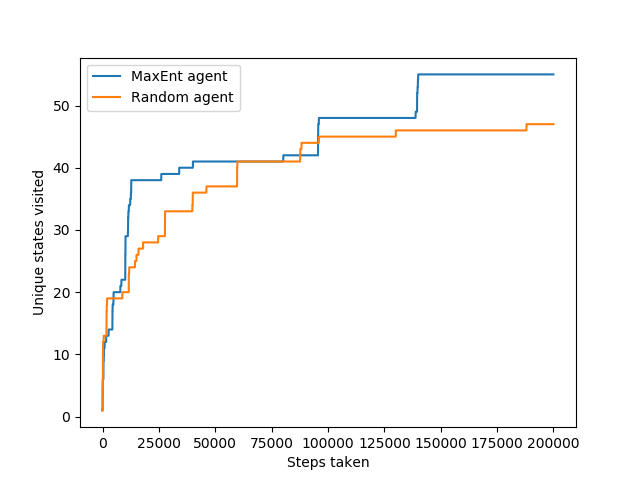 MaxEnt agent
Random agent
Unique states visited
50
40
30
20
10
0
0 25000 50000 75000 100000 125000 150000 175000 200000
Steps taken